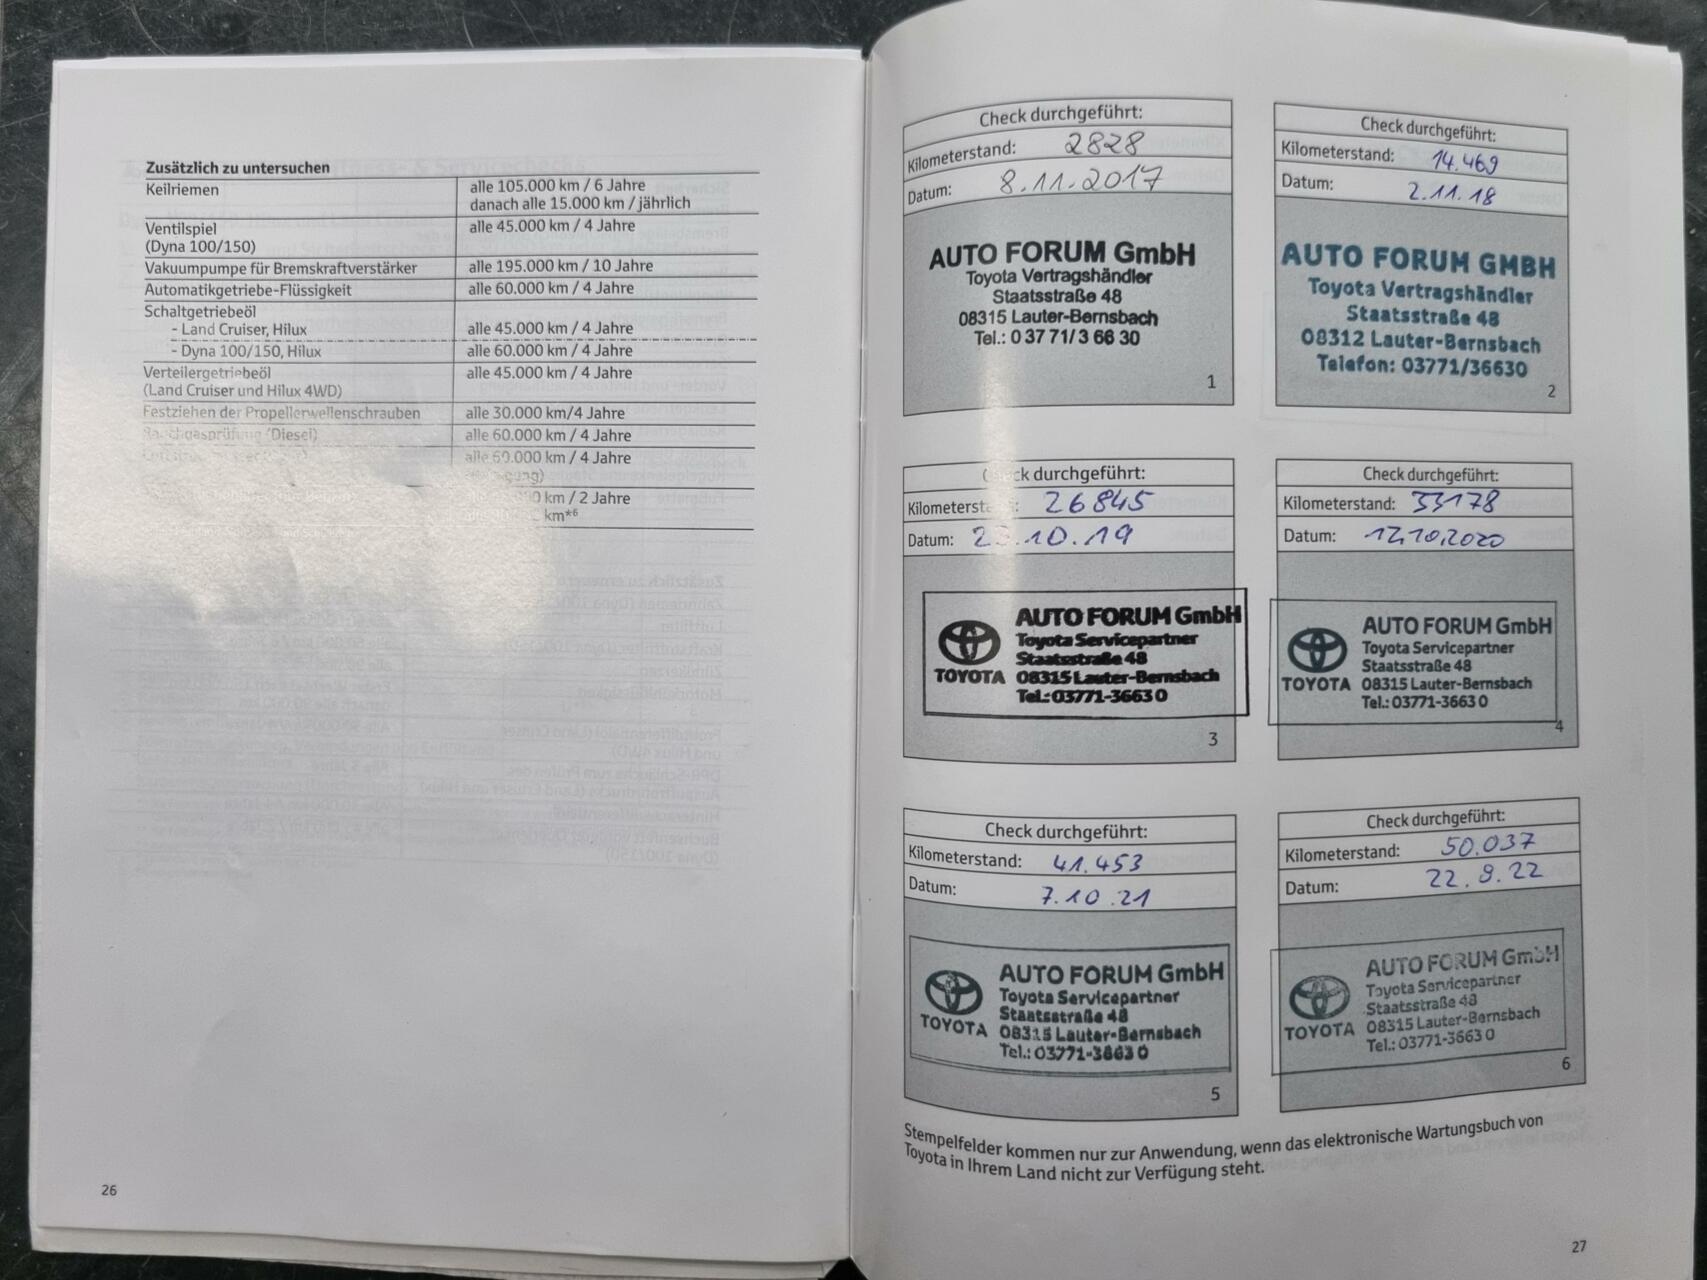 Zusätzlich zu untersuchen
Keilriemen alle 105.000 km / 6 Jahre
danach alle 15.000 km / jährlich
Ventilspiel alle 45.000 km / 4 Jahre
(Dyna 100/150)
Vakuumpumpe für Bremskraftverstärker alle 195.000 km / 10 Jahre
Automatikgetriebe-Flüssigkeit alle 60.000 km / 4 Jahre
Schaltgetriebeöl
- Land Cruiser, Hilux alle 45.000 km / 4 Jahre
- Dyna 100/150, Hilux alle 60.000 km / 4 Jahre
Verteilergetriebeöl alle 45.000 km / 4 Jahre
(Land Cruiser und Hilux 4WD)
Festziehen der Propellerwellenschrauben alle 30.000 km/4 Jahre
(Diesel) alle 60.000 km / 4 Jahre
alle 60.000 km / 4 Jahre
km / 2 Jahre
km*6
26
Check durchgeführt:
Kilometerstand: 2828
Datum: 8.11.2017
AUTO FORUM GmbH
Toyota Vertragshändler
Staatsstraße 48
08315 Lauter-Bernsbach
Tel.: 0 37 71/3 66 30
1
Check durchgeführt:
Kilometerstand: 14.469
Datum: 2.11.18
AUTO FORUM GMBH
Toyota Vertragshändler
Staatsstraße 48
08312 Lauter-Bernsbach
Telefon: 03771/36630
2
Check durchgeführt:
Kilometerst : 26845
Datum: 2 .10.19
TOYOTA
AUTO FORUM GmbH
Toyota Servicepartner
Staatsstraße 48
08315 Lauter-Bernsbach
Tel.: 03771-3663 0
3
Check durchgeführt:
Kilometerstand: 33178
Datum: 12.10.2020
TOYOTA
AUTO FORUM GmbH
Toyota Servicepartner
Staatsstraße 48
08315 Lauter-Bernsbach
Tel.: 03771-3663 0
4
Check durchgeführt:
Kilometerstand: 41.453
Datum: 7.10.21
TOYOTA
AUTO FORUM GmbH
Toyota Servicepartner
Staatsstraße 48
08315 Lauter-Bernsbach
Tel.: 03771-3663 0
5
Check durchgeführt:
Kilometerstand: 50.037
Datum: 22.9.22
TOYOTA
AUTO FORUM GmbH
Toyota Servicepartner
Staatsstraße 48
08315 Lauter-Bernsbach
Tel.: 03771-3663 0
6
Stempelfelder kommen nur zur Anwendung, wenn das elektronische Wartungsbuch von
Toyota in Ihrem Land nicht zur Verfügung steht.
27